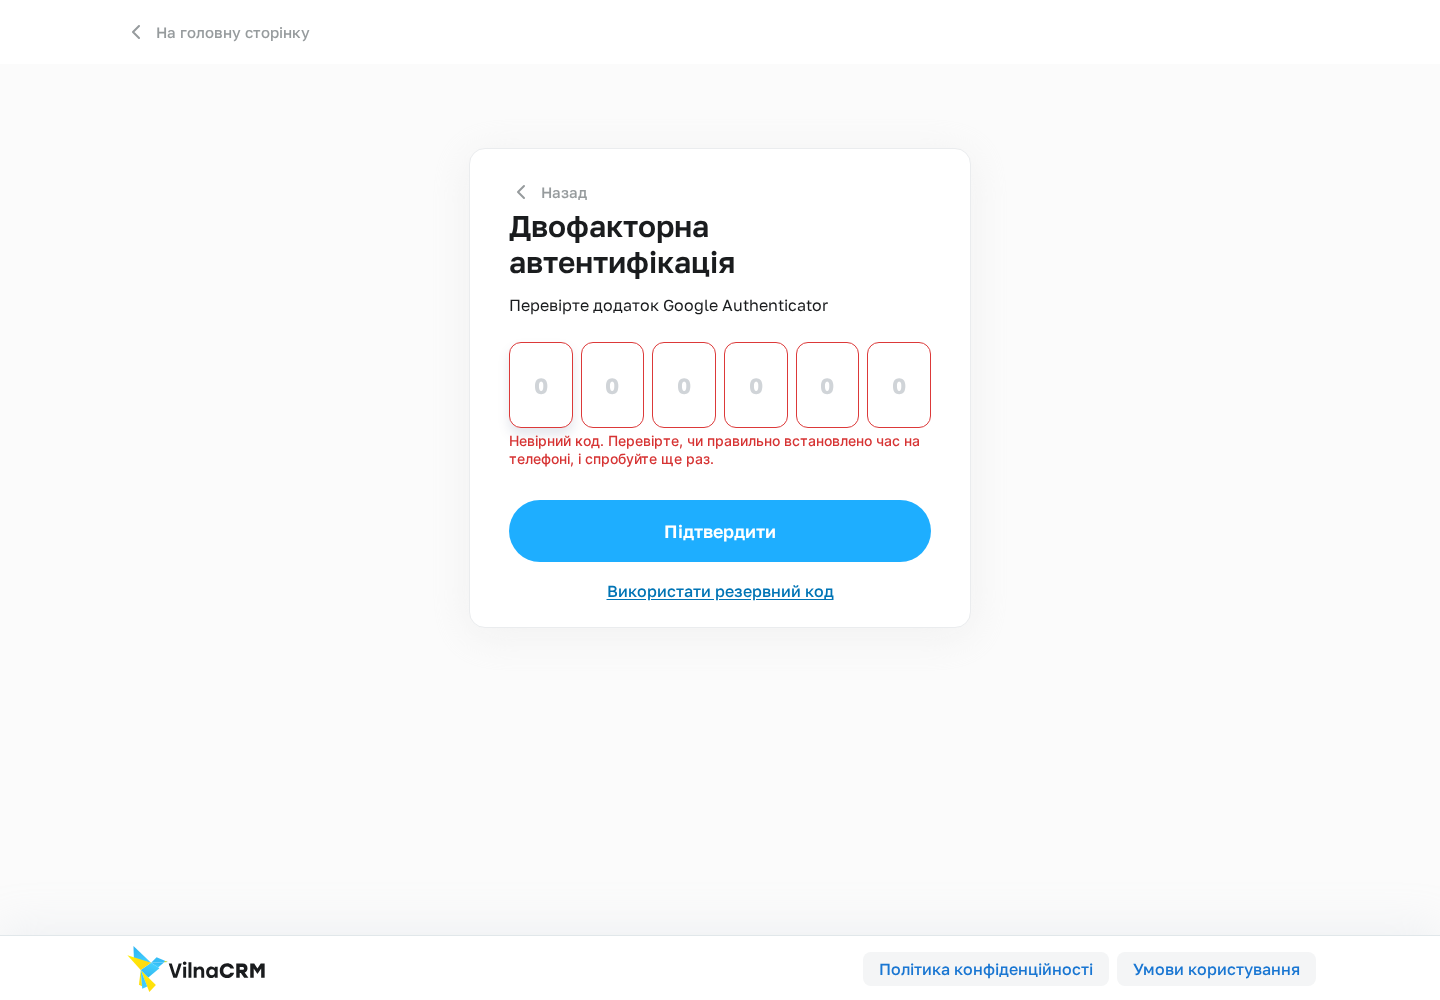 На головну сторінку
Назад
Двофакторна
автентифікація
Перевірте додаток Google Authenticator
0 0 0 0 0 0
Невірний код. Перевірте, чи правильно встановлено час на
телефоні, і спробуйте ще раз.
Підтвердити
Використати резервний код
VilnaCRM
Політика конфіденційності
Умови користування